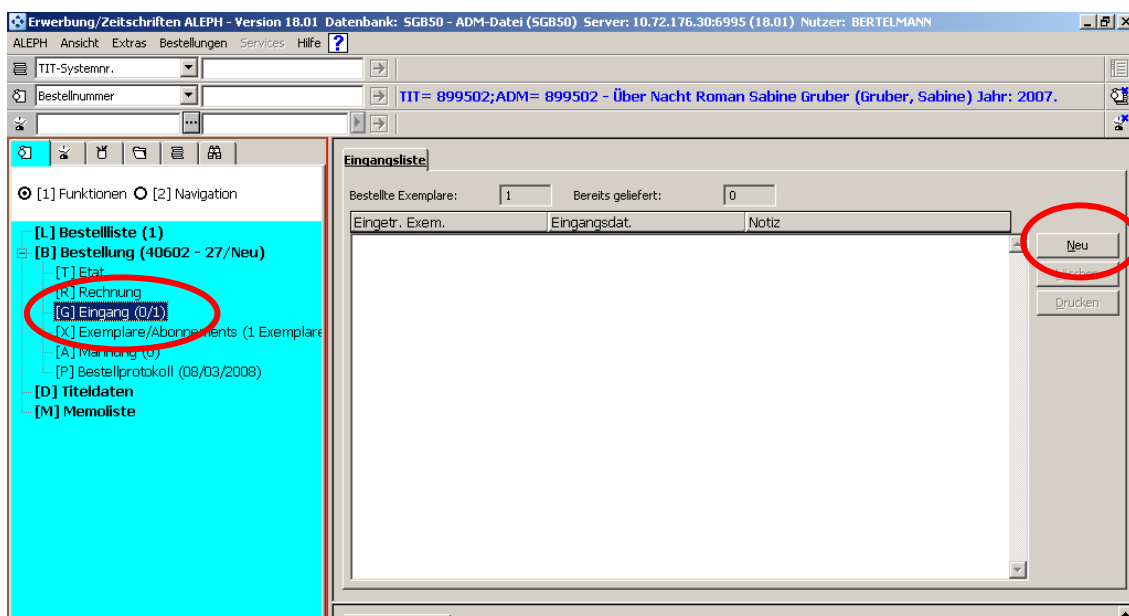 Erwerbung/Zeitschriften ALEPH - Version 18.01 Datenbank: SGB50 - ADM-Datei (SGB50) Server: 10.72.176.30:6995 (18.01) Nutzer: BERTELMANN
ALEPH Ansicht Extras Bestellungen Services Hilfe ?
TIT-Systemnr.
Bestellnummer TIT= 899502;ADM= 899502 - Über Nacht Roman Sabine Gruber (Gruber, Sabine) Jahr: 2007.
...
[1] Funktionen [2] Navigation
[L] Bestellliste (1)
[B] Bestellung (40602 - 27/Neu)
[T] Etat
[R] Rechnung
[G] Eingang (0/1)
[X] Exemplare/Abonnements (1 Exemplare
[A] Mahnung (0)
[P] Bestellprotokoll (08/03/2008)
[D] Titeldaten
[M] Memoliste
Eingangsliste
Bestellte Exemplare: 1 Bereits geliefert: 0
Eingetr. Exem. Eingangsdat. Notiz
Neu
Löschen
Drucken